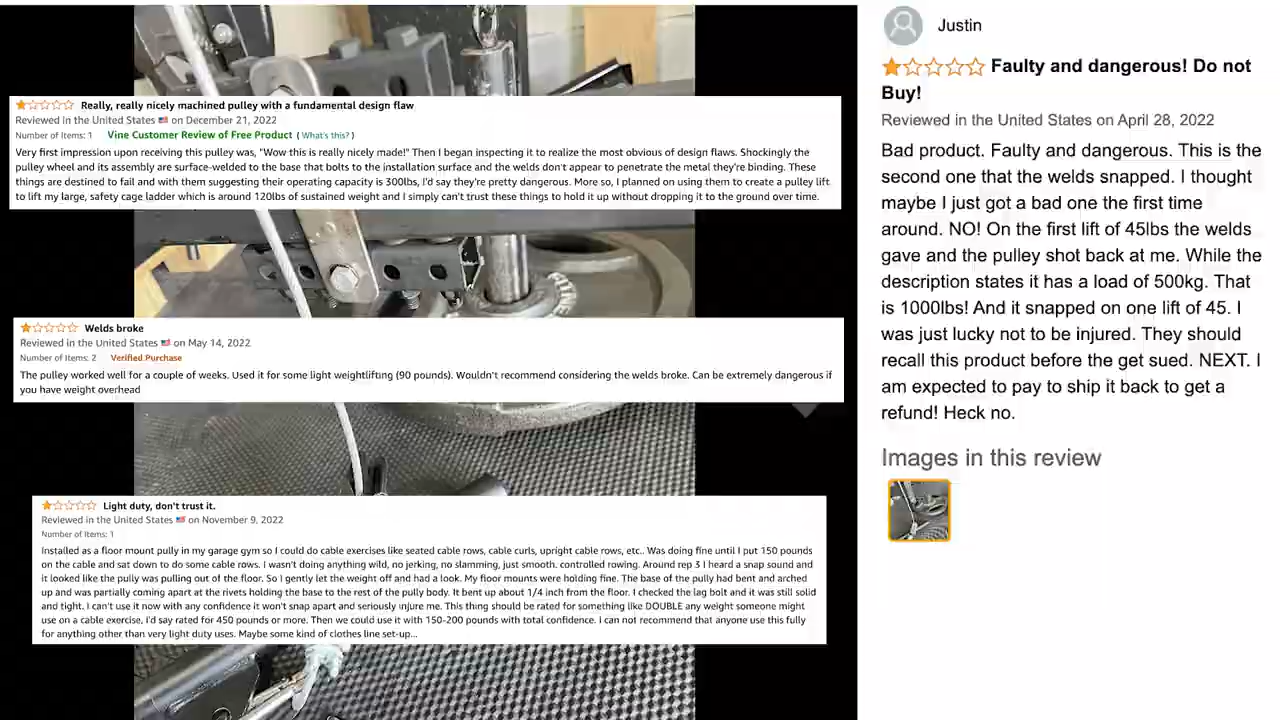 Really, really nicely machined pulley with a fundamental design flaw
Reviewed in the United States on December 21, 2022
Number of Items: 1 Vine Customer Review of Free Product ( What's this? )
Very first impression upon receiving this pulley was, "Wow this is really nicely made!" Then I began inspecting it to realize the most obvious of design flaws. Shockingly the
pulley wheel and its assembly are surface-welded to the base that bolts to the installation surface and the welds don't appear to penetrate the metal they're binding. These
things are destined to fail and with them suggesting their operating capacity is 300lbs, I'd say they're pretty dangerous. More so, I planned on using them to create a pulley lift
to lift my large, safety cage ladder which is around 120lbs of sustained weight and I simply can't trust these things to hold it up without dropping it to the ground over time.
Welds broke
Reviewed in the United States on May 14, 2022
Number of Items: 2 Verified Purchase
The pulley worked well for a couple of weeks. Used it for some light weightlifting (90 pounds). Wouldn't recommend considering the welds broke. Can be extremely dangerous if
you have weight overhead
Light duty, don't trust it.
Reviewed in the United States on November 9, 2022
Number of Items: 1
Installed as a floor mount pully in my garage gym so I could do cable exercises like seated cable rows, cable curls, upright cable rows, etc.. Was doing fine until I put 150 pounds
on the cable and sat down to do some cable rows. I wasn't doing anything wild, no jerking, no slamming, just smooth. controlled rowing. Around rep 3 I heard a snap sound and
it looked like the pully was pulling out of the floor. So I gently let the weight off and had a look. My floor mounts were holding fine. The base of the pully had bent and arched
up and was partially coming apart at the rivets holding the base to the rest of the pully body. It bent up about 1/4 inch from the floor. I checked the lag bolt and it was still solid
and tight. I can't use it now with any confidence it won't snap apart and seriously injure me. This thing should be rated for something like DOUBLE any weight someone might
use on a cable exercise, I'd say rated for 450 pounds or more. Then we could use it with 150-200 pounds with total confidence. I can not recommend that anyone use this fully
for anything other than very light duty uses. Maybe some kind of clothes line set-up...
Justin
Faulty and dangerous! Do not
Buy!
Reviewed in the United States on April 28, 2022
Bad product. Faulty and dangerous. This is the
second one that the welds snapped. I thought
maybe I just got a bad one the first time
around. NO! On the first lift of 45lbs the welds
gave and the pulley shot back at me. While the
description states it has a load of 500kg. That
is 1000lbs! And it snapped on one lift of 45. I
was just lucky not to be injured. They should
recall this product before the get sued. NEXT. I
am expected to pay to ship it back to get a
refund! Heck no.
Images in this review